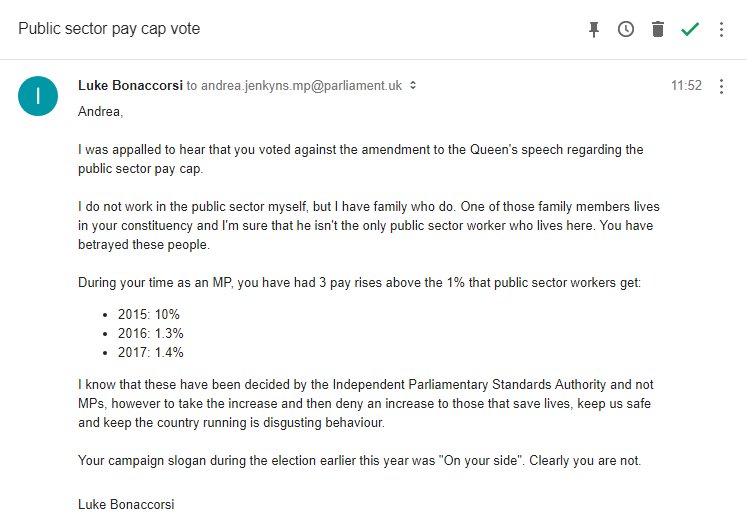 Public sector pay cap vote
I
Luke Bonaccorsi to andrea.jenkyns.mp@parliament.uk
11:52
Andrea,
I was appalled to hear that you voted against the amendment to the Queen's speech regarding the
public sector pay cap.
I do not work in the public sector myself, but I have family who do. One of those family members lives
in your constituency and I'm sure that he isn't the only public sector worker who lives here. You have
betrayed these people.
During your time as an MP, you have had 3 pay rises above the 1% that public sector workers get:
• 2015: 10%
• 2016: 1.3%
• 2017: 1.4%
I know that these have been decided by the Independent Parliamentary Standards Authority and not
MPs, however to take the increase and then deny an increase to those that save lives, keep us safe
and keep the country running is disgusting behaviour.
Your campaign slogan during the election earlier this year was "On your side". Clearly you are not.
Luke Bonaccorsi